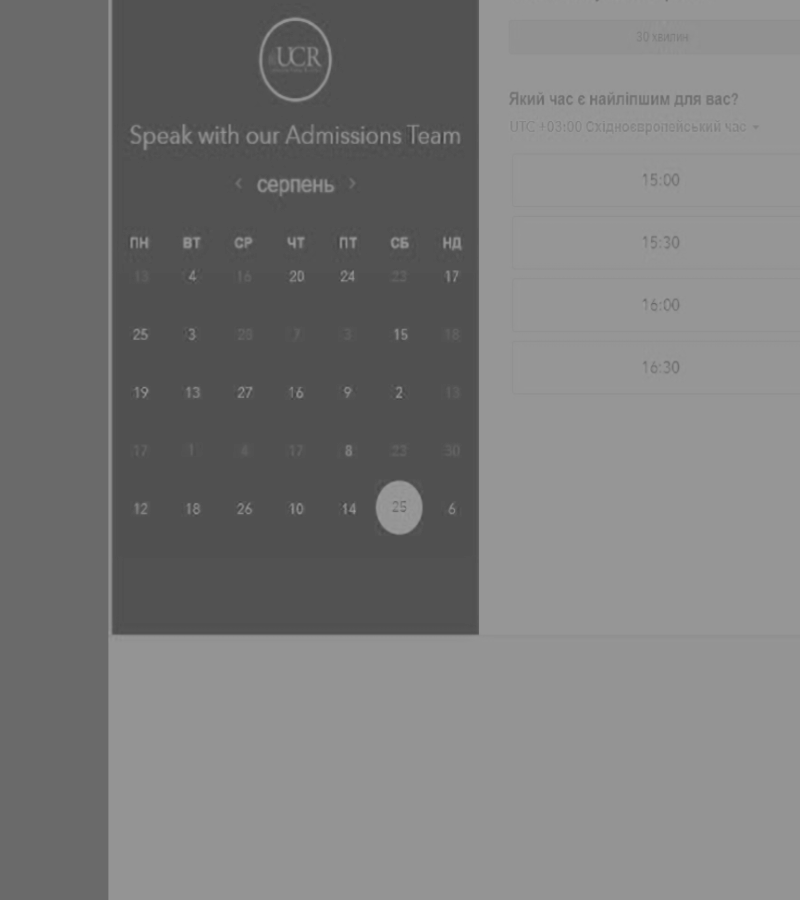 UCR
Speak with our Admissions Team
‹ серпень ›
ПН ВТ СР ЧТ ПТ СБ НД
13 4 16 20 24 23 17
25 3 28 7 3 15 18
19 13 27 16 9 2 13
17 1 4 17 8 23 30
12 18 26 10 14 25 6
30 хвилин
Який час є найліпшим для вас?
UTC +03:00 Східноєвропейський час
15:00
15:30
16:00
16:30